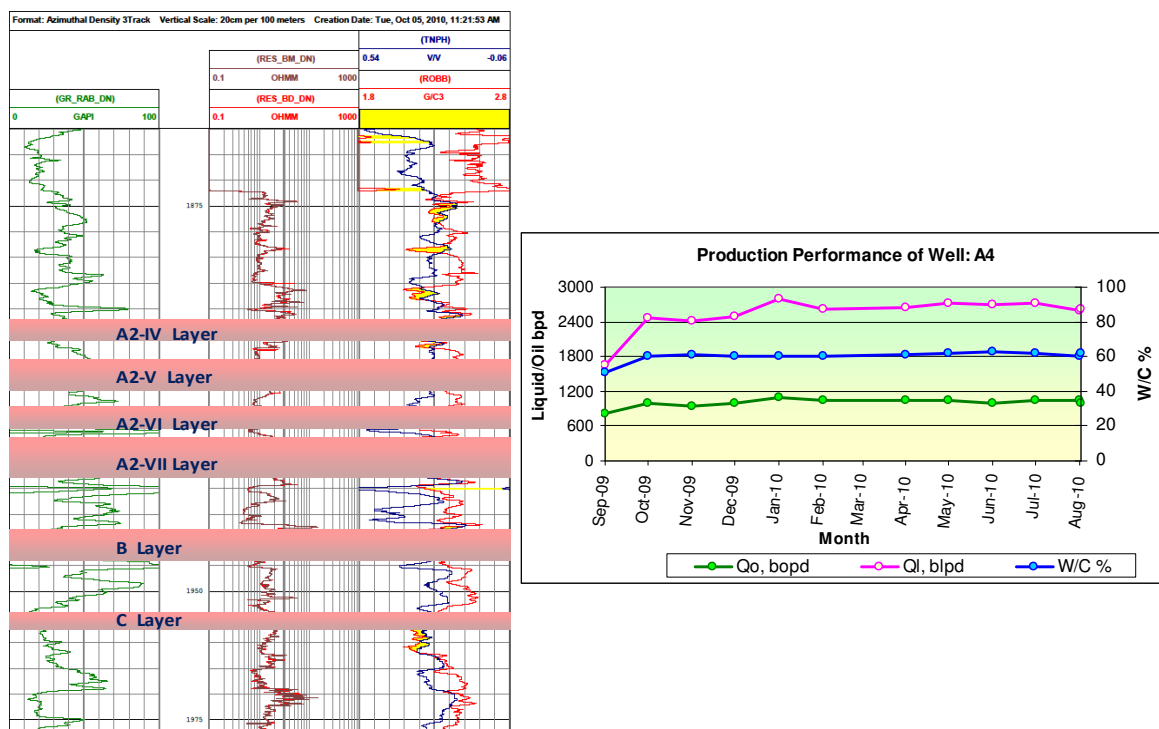 Format: Azimuthal Density 3Track Vertical Scale: 20cm per 100 meters Creation Date: Tue, Oct 05, 2010, 11:21:53 AM
(TNPH)
0.54 V/V -0.06
(RES_BM_DN)
0.1 OHMM 1000
(ROBB)
1.8 G/C3 2.8
(GR_RAB_DN)
0 GAPI 100
(RES_BD_DN)
0.1 OHMM 1000
1875
A2-IV Layer
A2-V Layer
A2-VI Layer
A2-VII Layer
B Layer
1950
C Layer
1975
Production Performance of Well: A4
Liquid/Oil bpd
3000
2400
1800
1200
600
0
100
80
60
40
20
0
W/C %
Sep-09
Oct-09
Nov-09
Dec-09
Jan-10
Feb-10
Mar-10
Apr-10
May-10
Jun-10
Jul-10
Aug-10
Month
Qo, bopd Ql, blpd W/C %